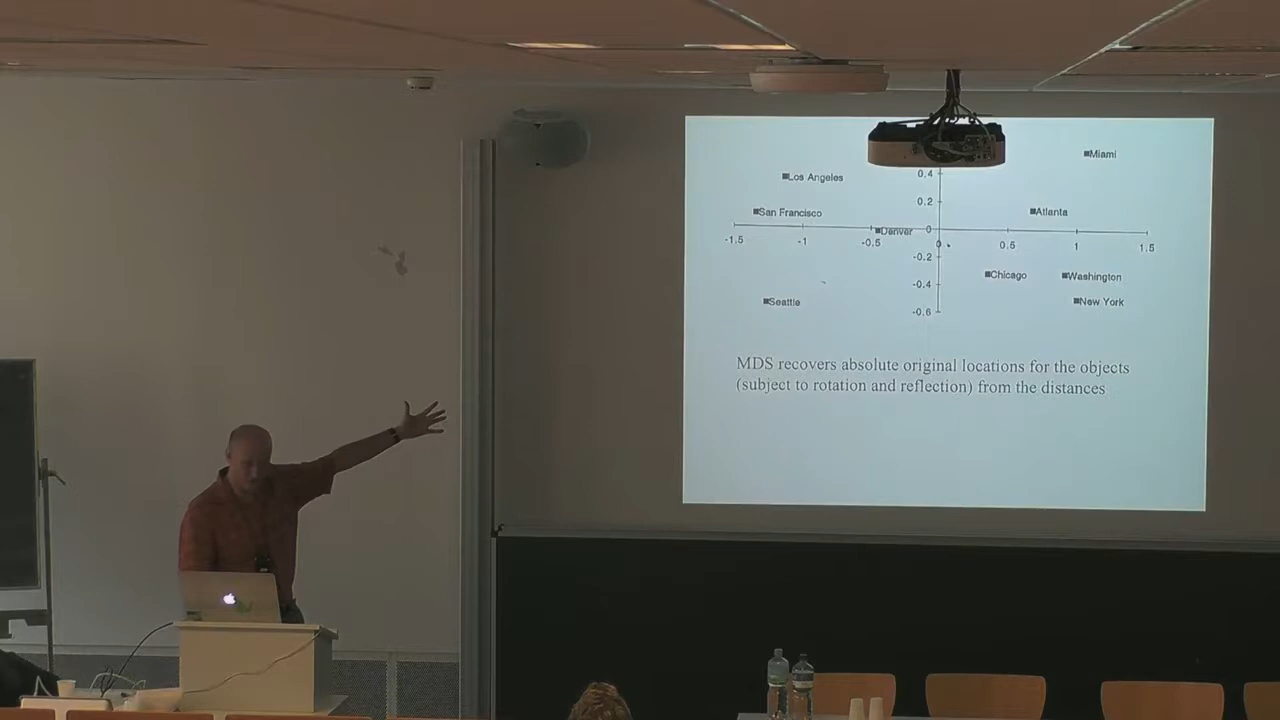 Miami
0.4
Los Angeles
0.2
San Francisco
Atlanta
Denver
0
-1.5
-1
-0.5
0
0.5
1
1.5
-0.2
Chicago
Washington
-0.4
Seattle
New York
-0.6
MDS recovers absolute original locations for the objects
(subject to rotation and reflection) from the distances